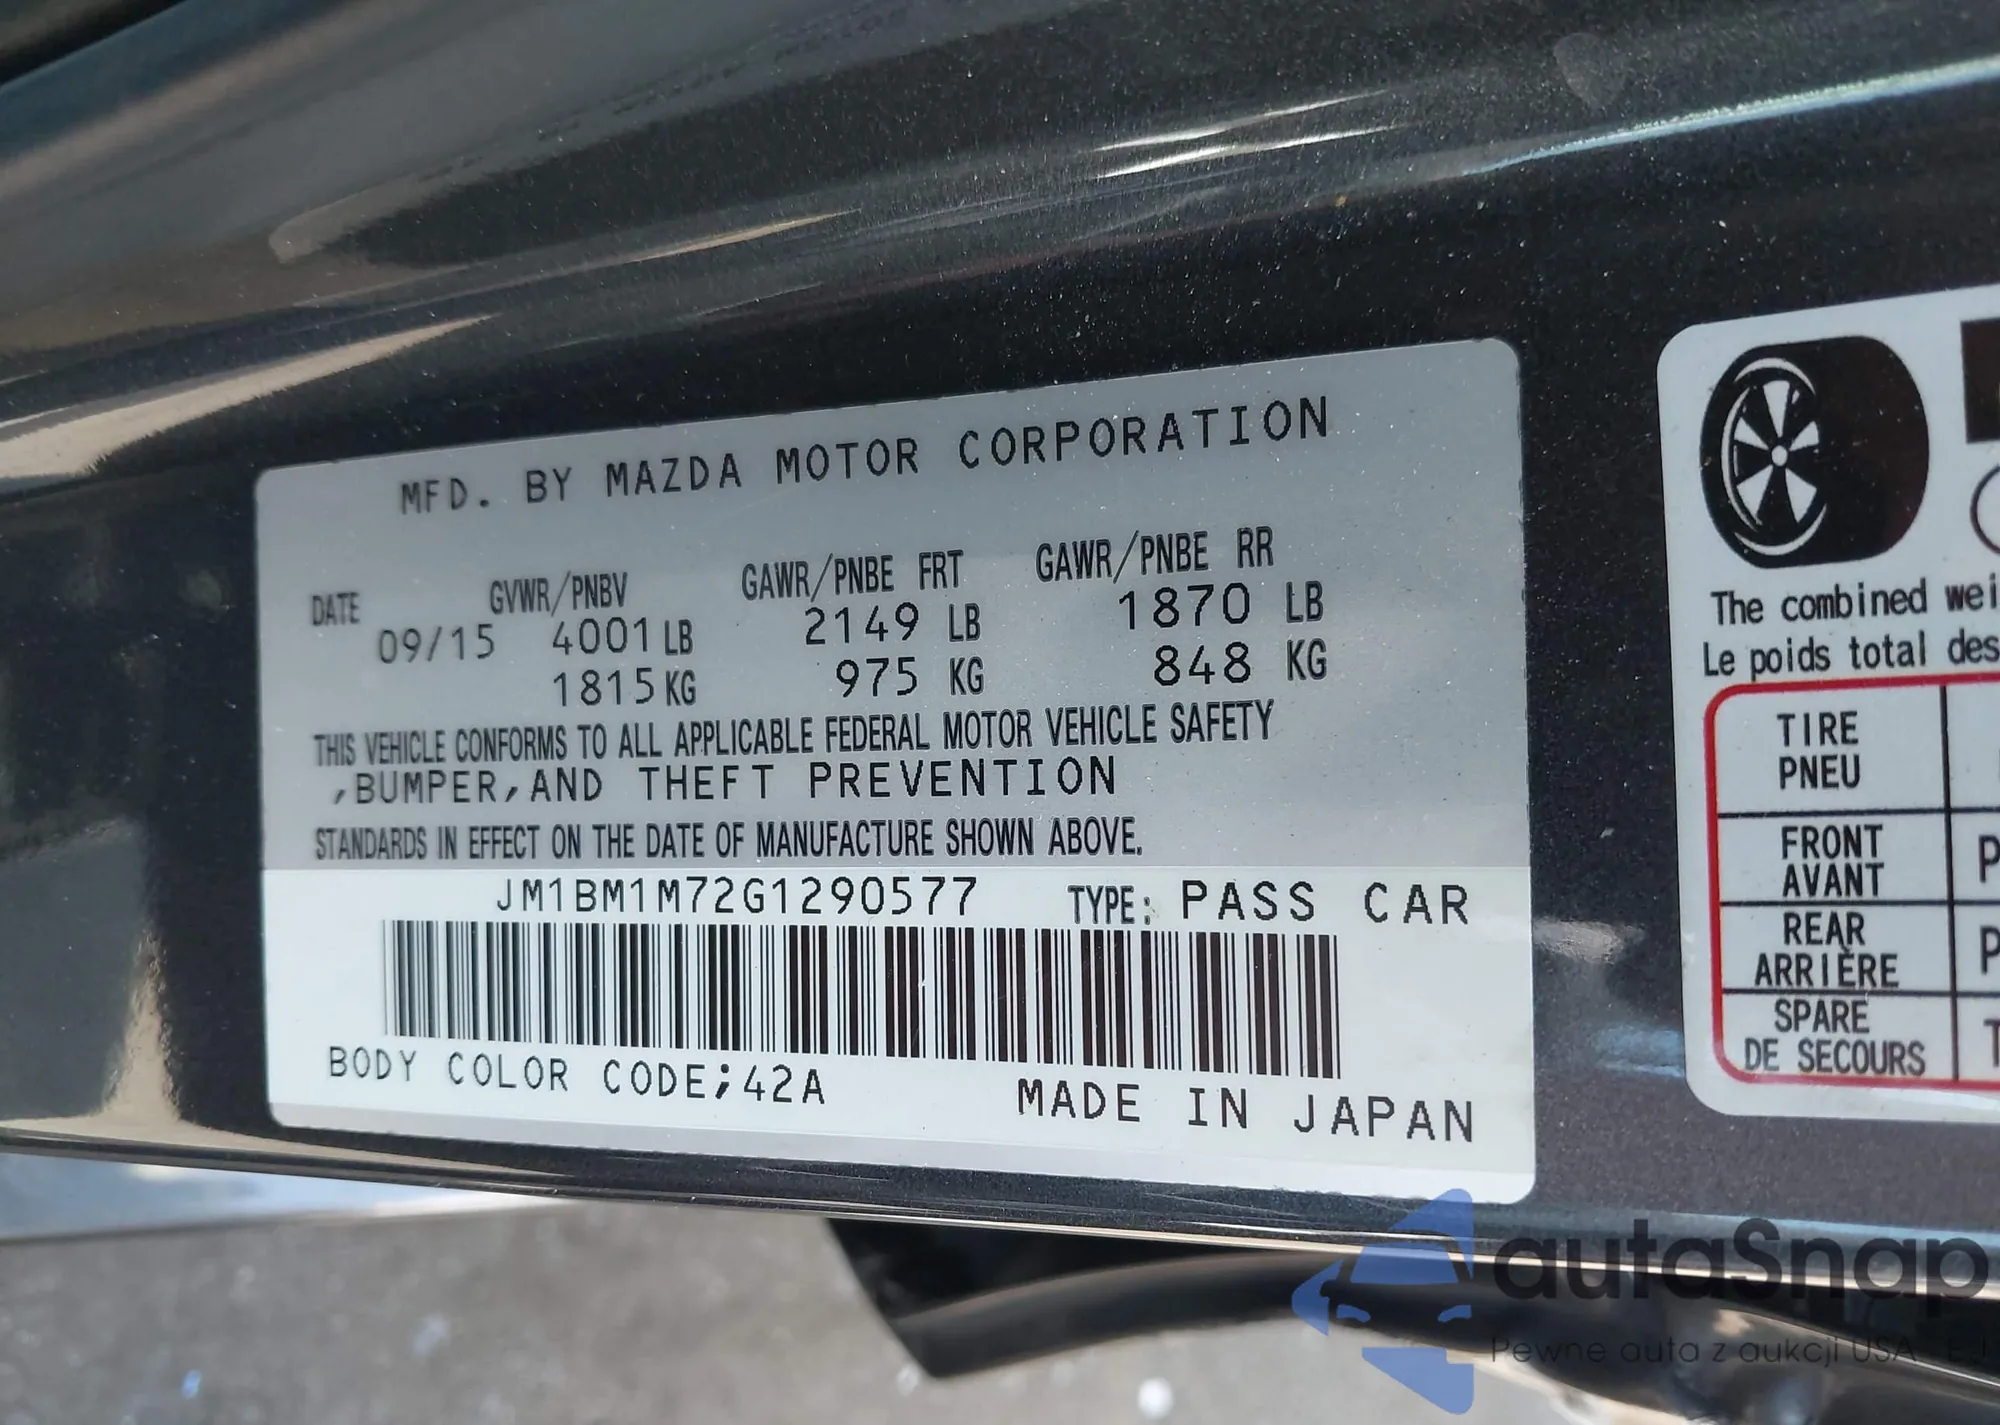 MFD. BY MAZDA MOTOR CORPORATION
DATE GVWR/PNBV GAWR/PNBE FRT GAWR/PNBE RR
09/15 4001 LB 2149 LB 1870 LB
1815 KG 975 KG 848 KG
THIS VEHICLE CONFORMS TO ALL APPLICABLE FEDERAL MOTOR VEHICLE SAFETY
,BUMPER,AND THEFT PREVENTION
STANDARDS IN EFFECT ON THE DATE OF MANUFACTURE SHOWN ABOVE.
JM1BM1M72G1290577 TYPE: PASS CAR
BODY COLOR CODE;42A
MADE IN JAPAN
The combined
Le poids total des
TIRE
PNEU
FRONT
AVANT
REAR
ARRIÈRE
SPARE
DE SECOURS
autaSnap
Pewne auta z aukcji USA